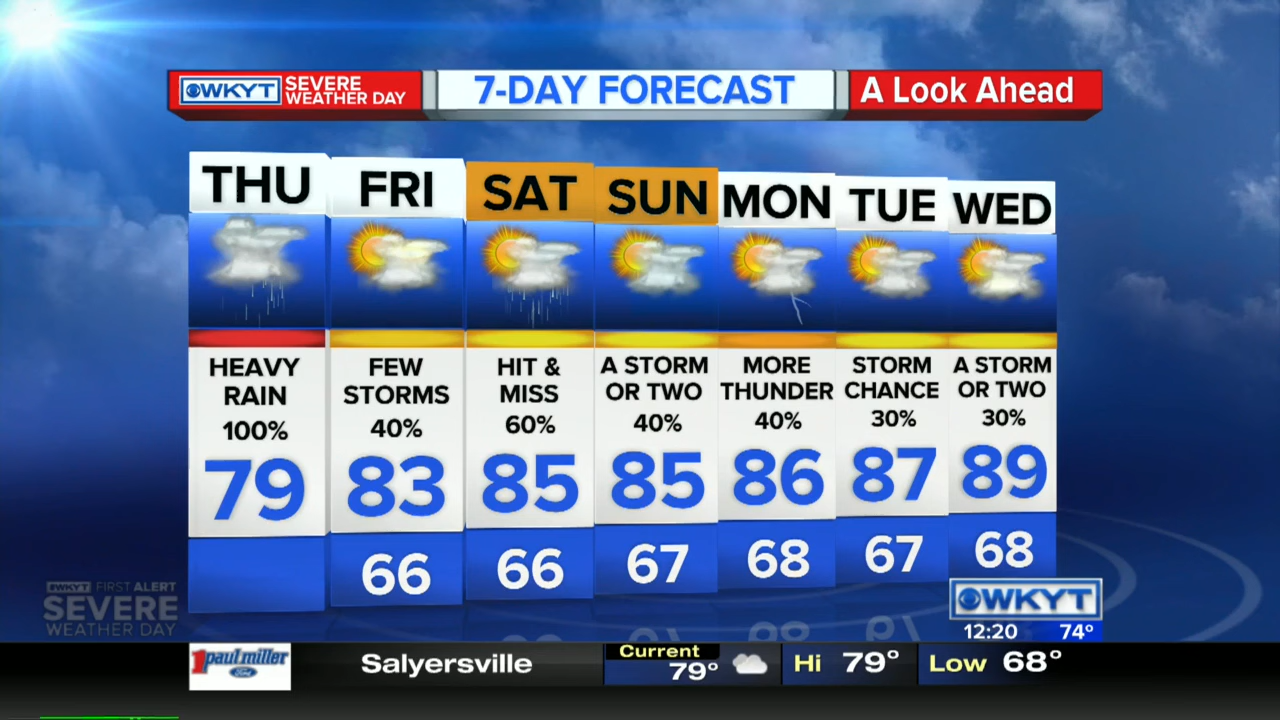 WKYT
SEVERE
WEATHER DAY
7-DAY FORECAST
A Look Ahead
THU
FRI
SAT
SUN
MON
TUE
WED
HEAVY
RAIN
100%
79
FEW
STORMS
40%
83
66
HIT &
MISS
60%
85
66
A STORM
OR TWO
40%
85
67
MORE
THUNDER
40%
86
68
STORM
CHANCE
30%
87
67
A STORM
OR TWO
30%
89
68
WKYT FIRST ALERT
SEVERE
WEATHER DAY
WKYT
12:20 74°
1 paul miller
Ford
Salyersville
Current
79°
Hi 79°
Low 68°